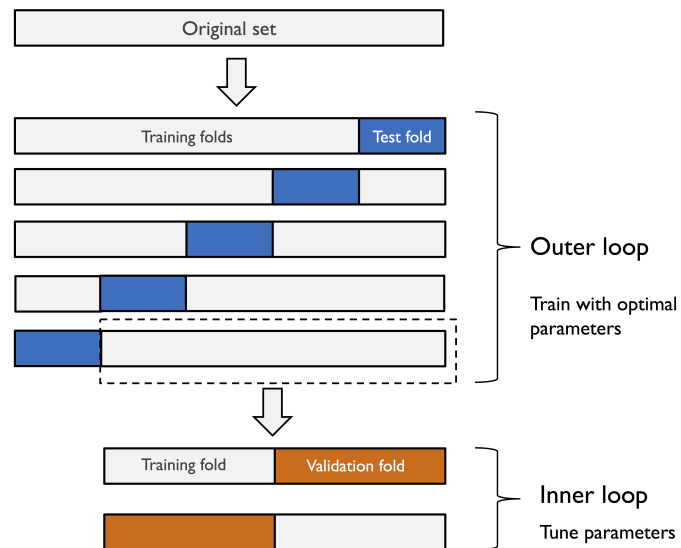 Original set
Training folds
Test fold
Outer loop
Train with optimal
parameters
Training fold
Validation fold
Inner loop
Tune parameters